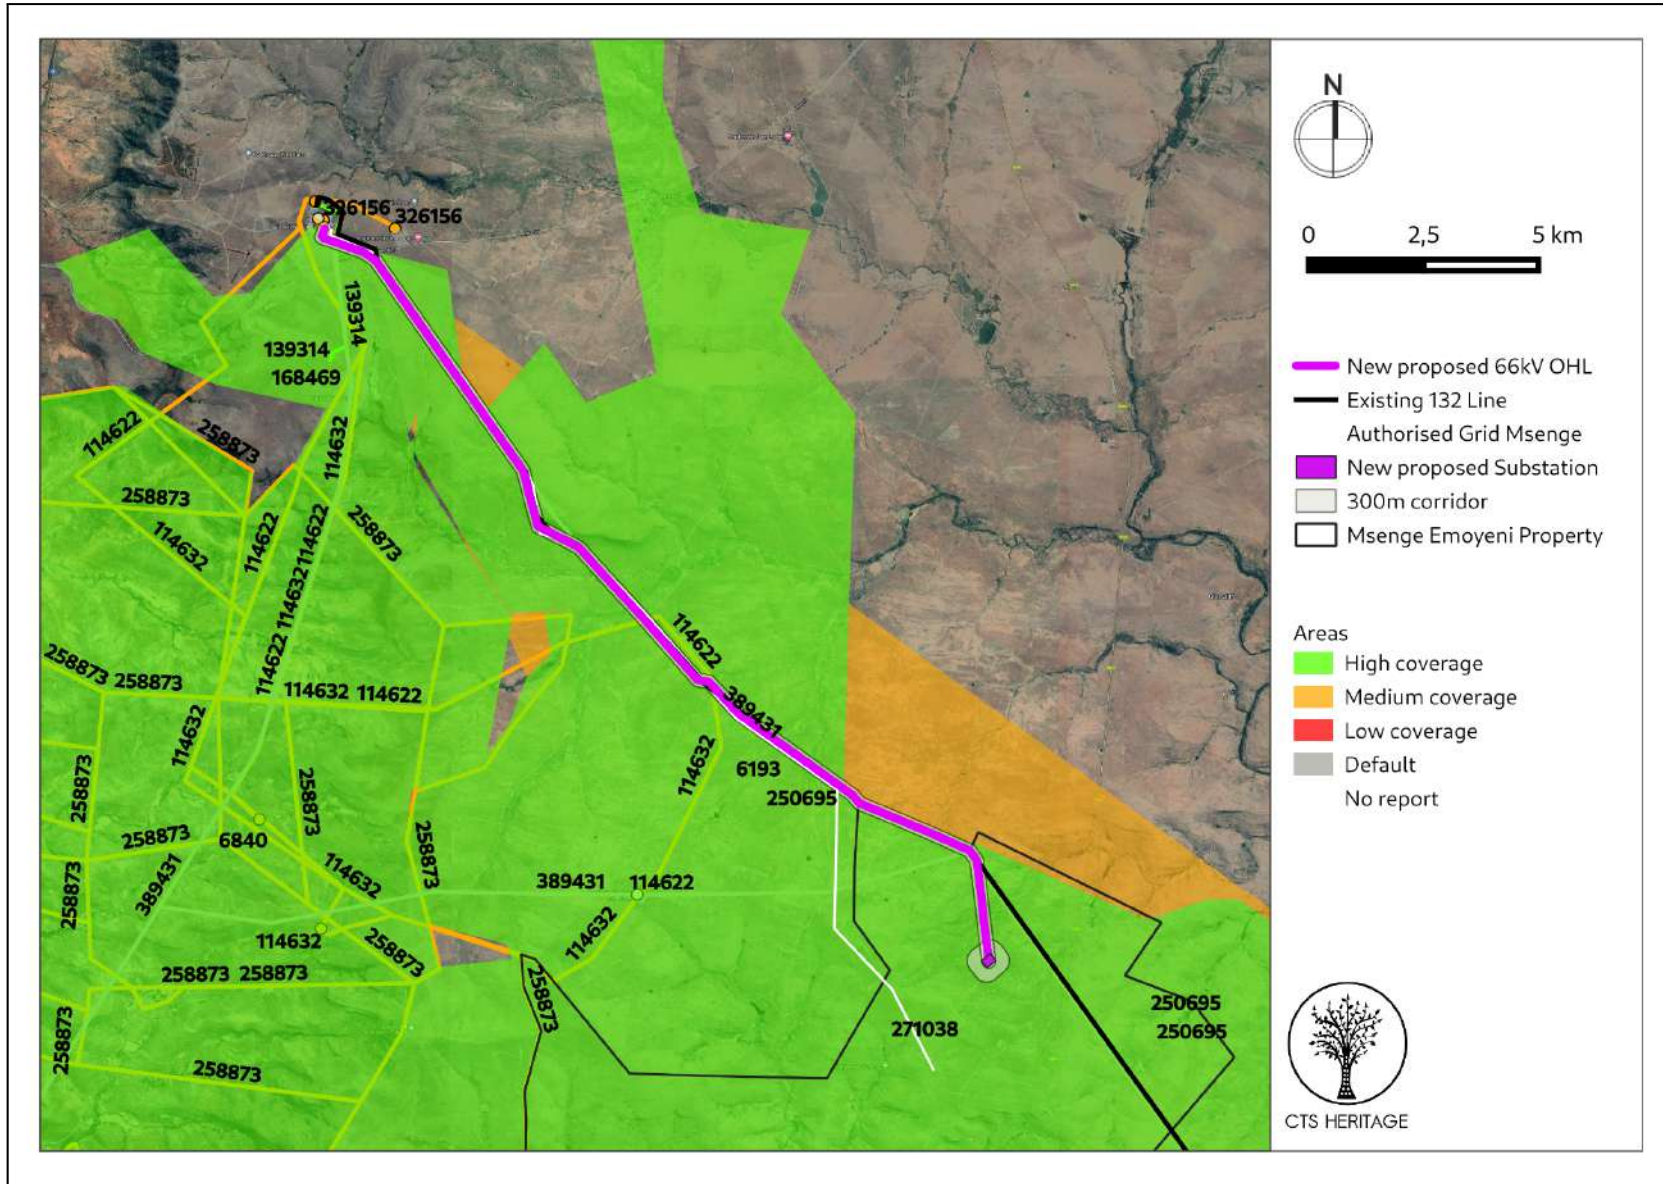 N
0 2,5 5 km
New proposed 66kV OHL
Existing 132 Line
Authorised Grid Msenge
New proposed Substation
300m corridor
Msenge Emoyeni Property
Areas
High coverage
Medium coverage
Low coverage
Default
No report
CTS HERITAGE
326156
326156
139314
139314
168469
114622
258873
114632
258873
114622
114622
258873
114632
114632
114622
258873 258873
114632 114622
114622
389431
114632
114632
6193
250695
258873
258873
258873
6840
258873
114632
389431
258873
389431 114622
114632
114632
258873
258873 258873
258873
258873
258873
271038
250695
250695